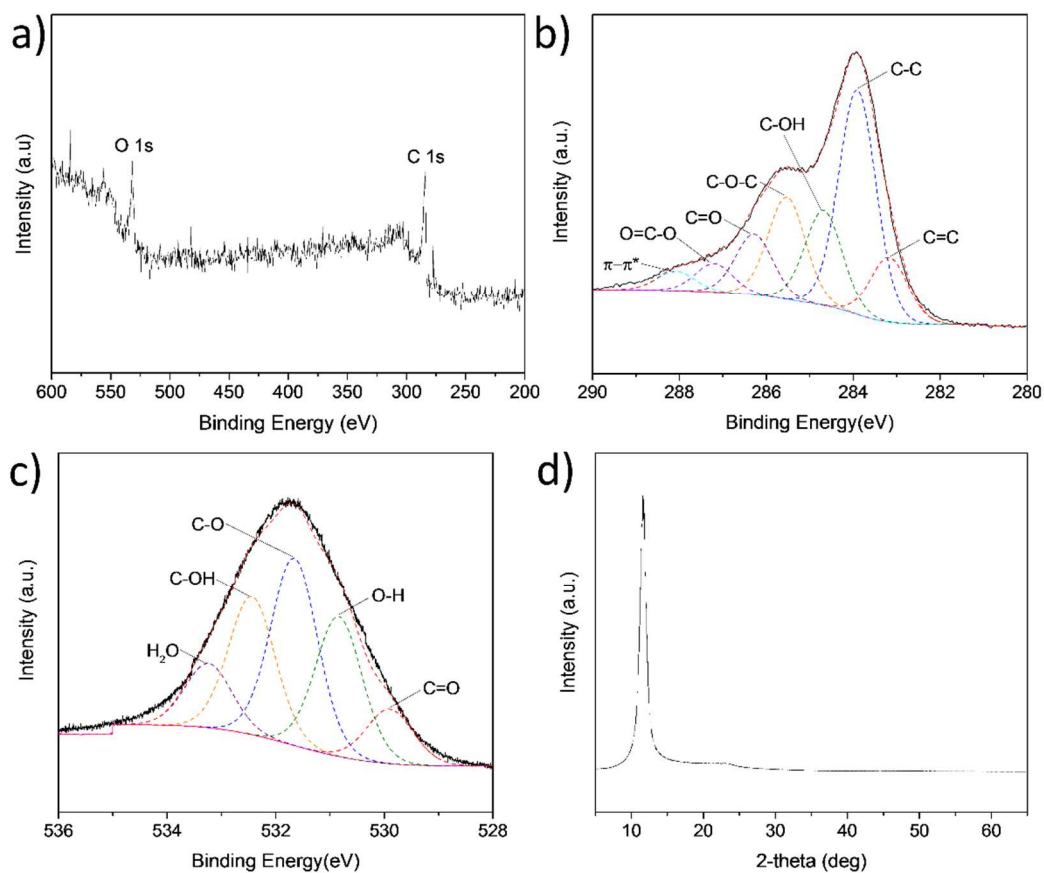 a)
O 1s
C 1s
Intensity (a.u)
600 550 500 450 400 350 300 250 200
Binding Energy (eV)
b)
C-C
C-OH
C-O-C
C=O
O=C-O
π−π*
C=C
Intensity (a.u.)
290 288 286 284 282 280
Binding Energy(eV)
c)
C-O
C-OH
O-H
H₂O
C=O
Intensity (a.u.)
536 534 532 530 528
Binding Energy(eV)
d)
Intensity (a.u.)
10 20 30 40 50 60
2-theta (deg)